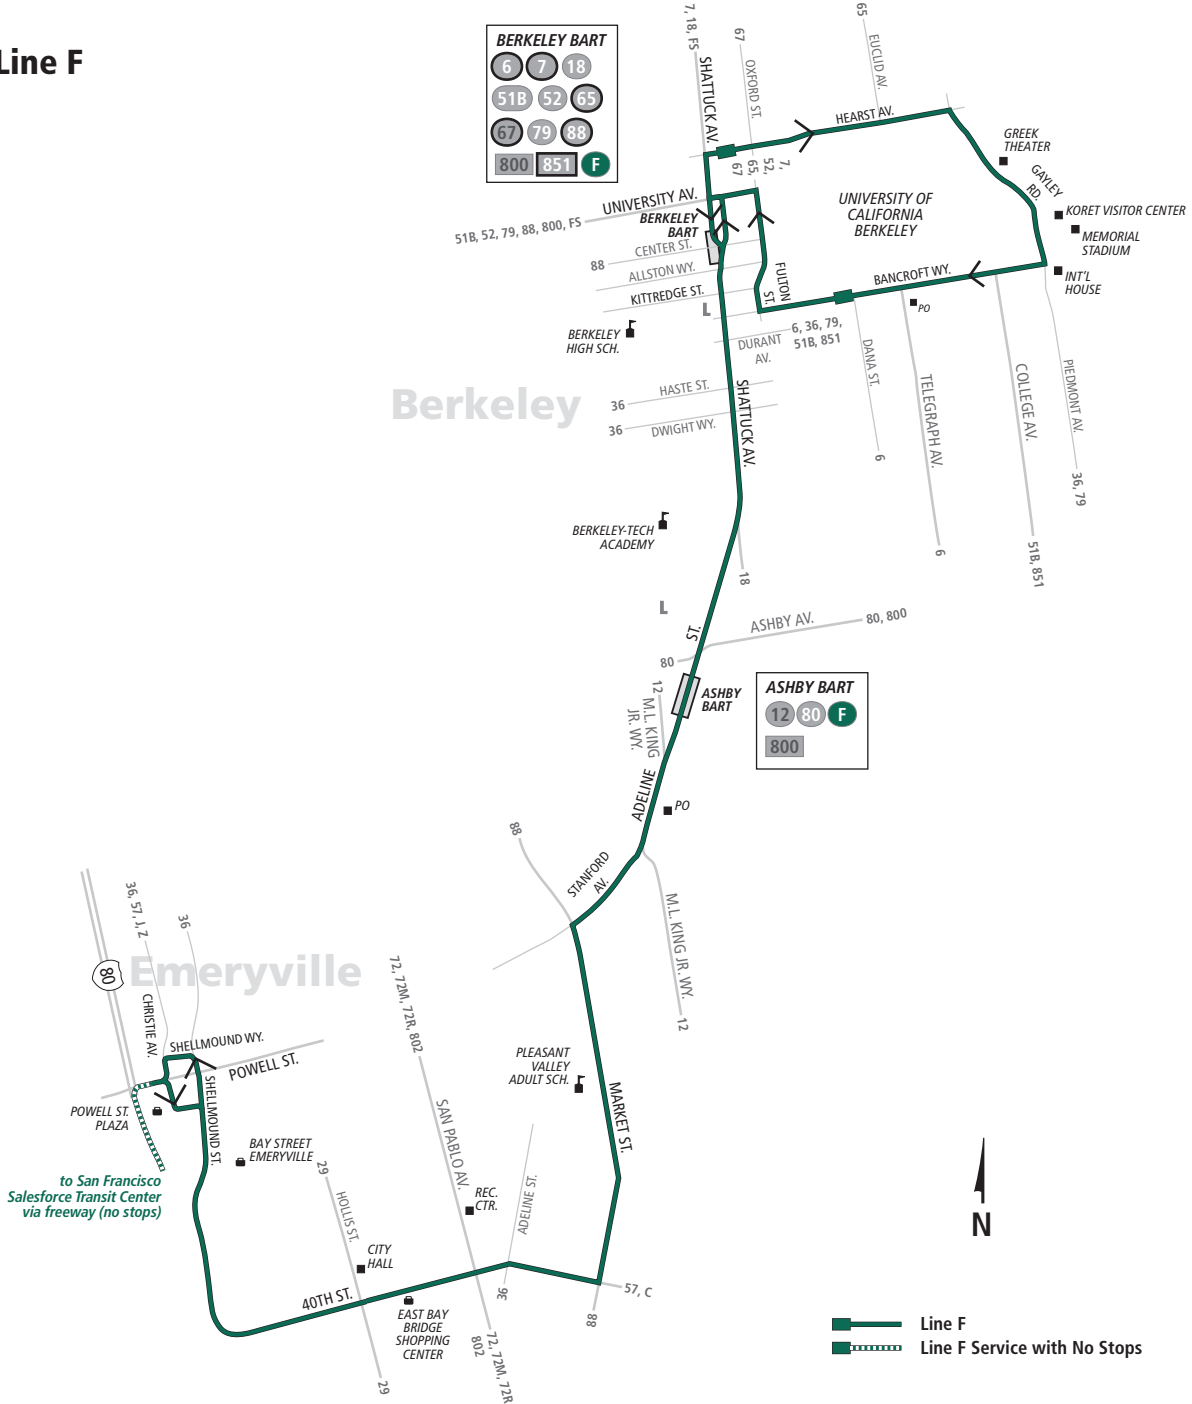 Line F
BERKELEY BART
6 7 18
51B 52 65
67 79 88
800 851 F
7, 18, FS
SHATTUCK AV.
67
OXFORD ST.
65
EUCLID AV.
HEARST AV.
7,
52,
65,
67
GREEK
THEATER
GAYLEY
RD.
KORET VISITOR CENTER
MEMORIAL
STADIUM
INT'L
HOUSE
UNIVERSITY OF
CALIFORNIA
BERKELEY
UNIVERSITY AV.
51B, 52, 79, 88, 800, FS
BERKELEY
BART
CENTER ST.
88
ALLSTON WY.
KITTREDGE ST.
FULTON
ST.
BANCROFT WY.
PO
L
BERKELEY
HIGH SCH.
DURANT
AV.
6, 36, 79,
51B, 851
DANA ST.
6
TELEGRAPH AV.
6
COLLEGE AV.
51B, 851
PIEDMONT AV.
36, 79
Berkeley
HASTE ST.
36
DWIGHT WY.
36
SHATTUCK AV.
BERKELEY-TECH
ACADEMY
18
L
ST.
ASHBY AV.
80, 800
80
12
M.L. KING
JR. WY.
ASHBY
BART
ASHBY BART
12 80 F
800
ADELINE
PO
88
STANFORD
AV.
M.L. KING JR. WY.
12
36, 57, J, Z
36
80
Emeryville
CHRISTIE AV.
SHELLMOUND WY.
POWELL ST.
SHELLMOUND ST.
POWELL ST.
PLAZA
BAY STREET
EMERYVILLE
to San Francisco
Salesforce Transit Center
via freeway (no stops)
72, 72M, 72R, 802
SAN PABLO AV.
PLEASANT
VALLEY
ADULT SCH.
MARKET ST.
29
HOLLIS ST.
REC.
CTR.
ADELINE ST.
CITY
HALL
40TH ST.
36
57, C
88
EAST BAY
BRIDGE
SHOPPING
CENTER
72, 72M, 72R
802
29
N
Line F
Line F Service with No Stops